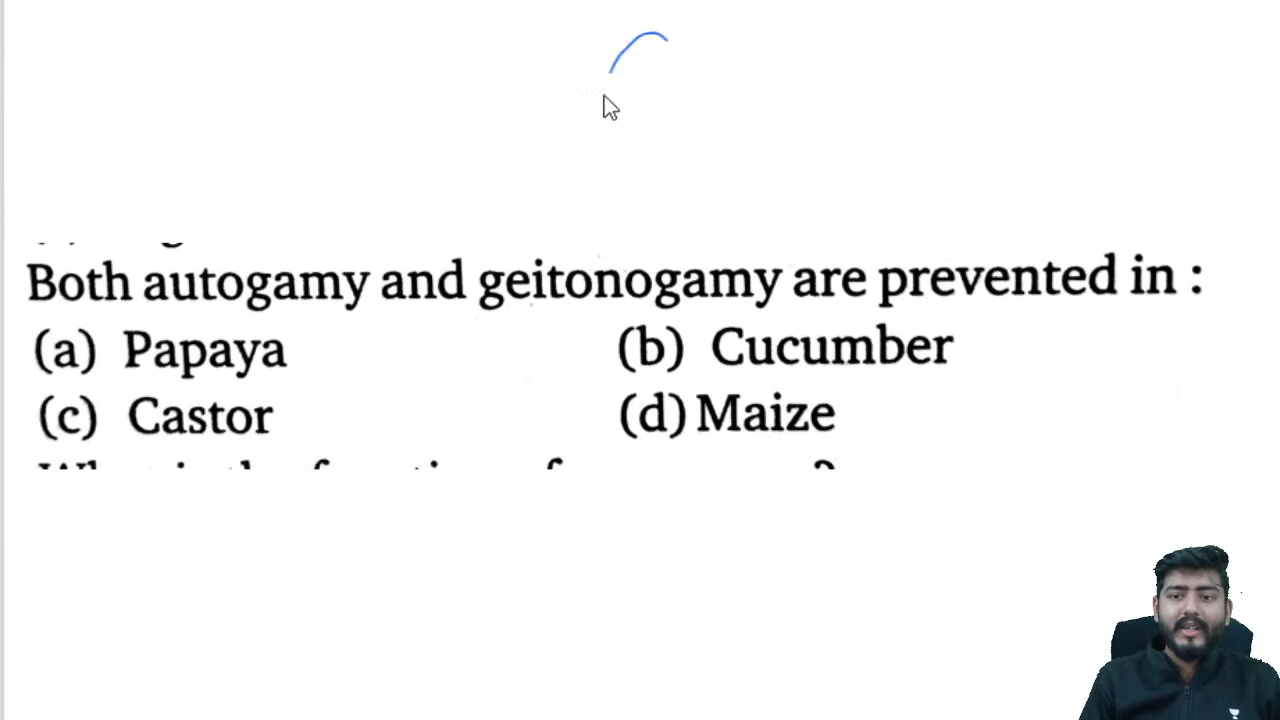 Both autogamy and geitonogamy are prevented in :
(a) Papaya (b) Cucumber
(c) Castor (d) Maize